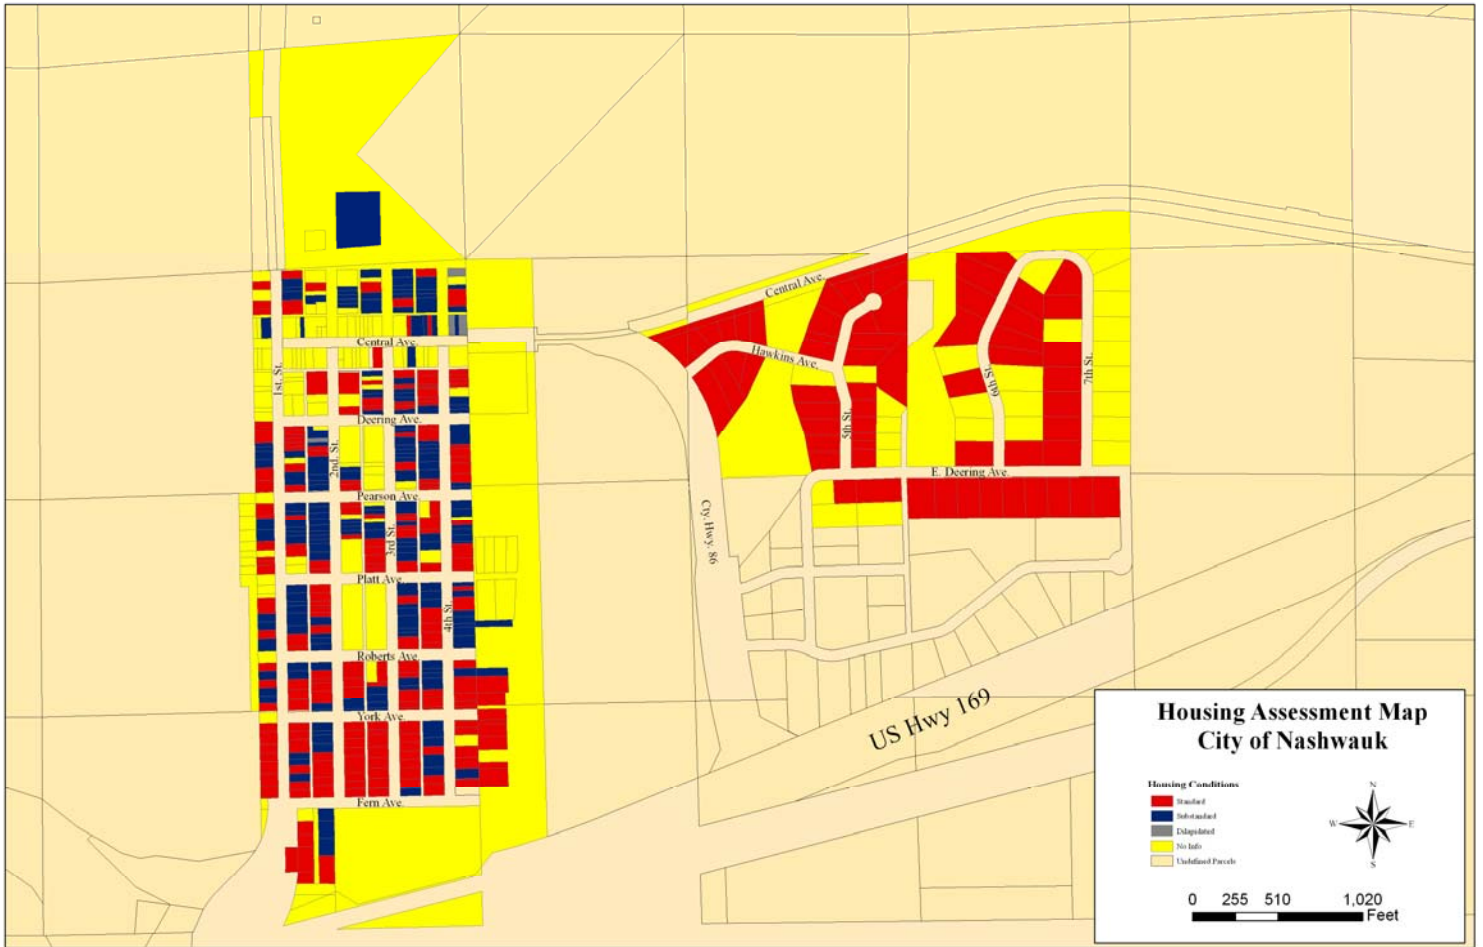 Central Ave.
Hawkins Ave.
Central Ave.
1st. St.
Deering Ave.
2nd. St.
5th St.
6th St.
7th St.
E. Deering Ave.
Pearson Ave.
3rd St.
Cty. Hwy. 86
Platt Ave.
4th St.
Roberts Ave.
York Ave.
US Hwy 169
Fern Ave.
Housing Assessment Map
City of Nashwauk
Housing Conditions
Standard
Substandard
Dilapidated
No Info
Undefined Parcels
N
W
E
S
0 255 510 1,020
Feet